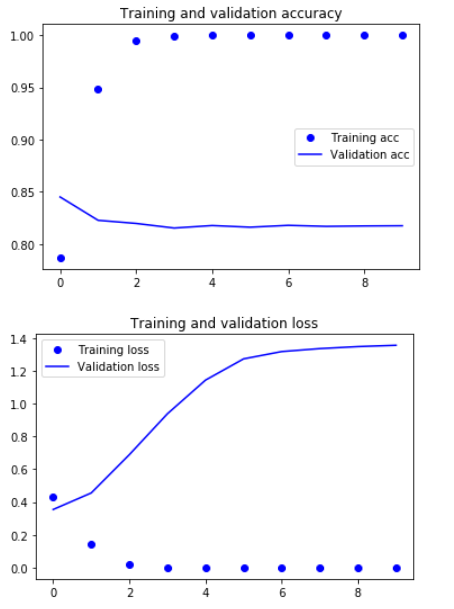 Training and validation accuracy
1.00
0.95
0.90
0.85
0.80
Training acc
Validation acc
0 2 4 6 8
Training and validation loss
1.4
1.2
1.0
0.8
0.6
0.4
0.2
0.0
Training loss
Validation loss
0 2 4 6 8